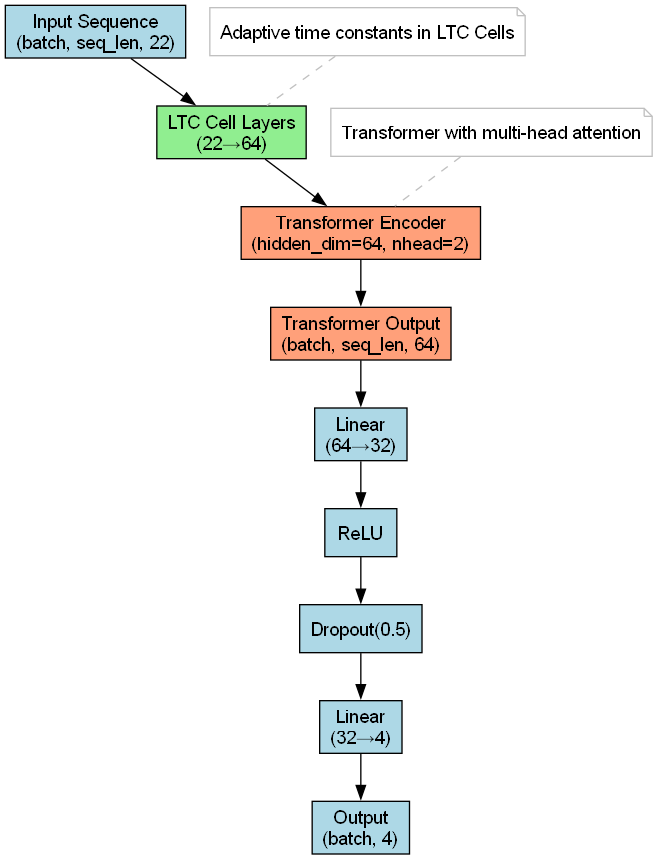 Input Sequence
(batch, seq_len, 22)
Adaptive time constants in LTC Cells
LTC Cell Layers
(22→64)
Transformer with multi-head attention
Transformer Encoder
(hidden_dim=64, nhead=2)
Transformer Output
(batch, seq_len, 64)
Linear
(64→32)
ReLU
Dropout(0.5)
Linear
(32→4)
Output
(batch, 4)